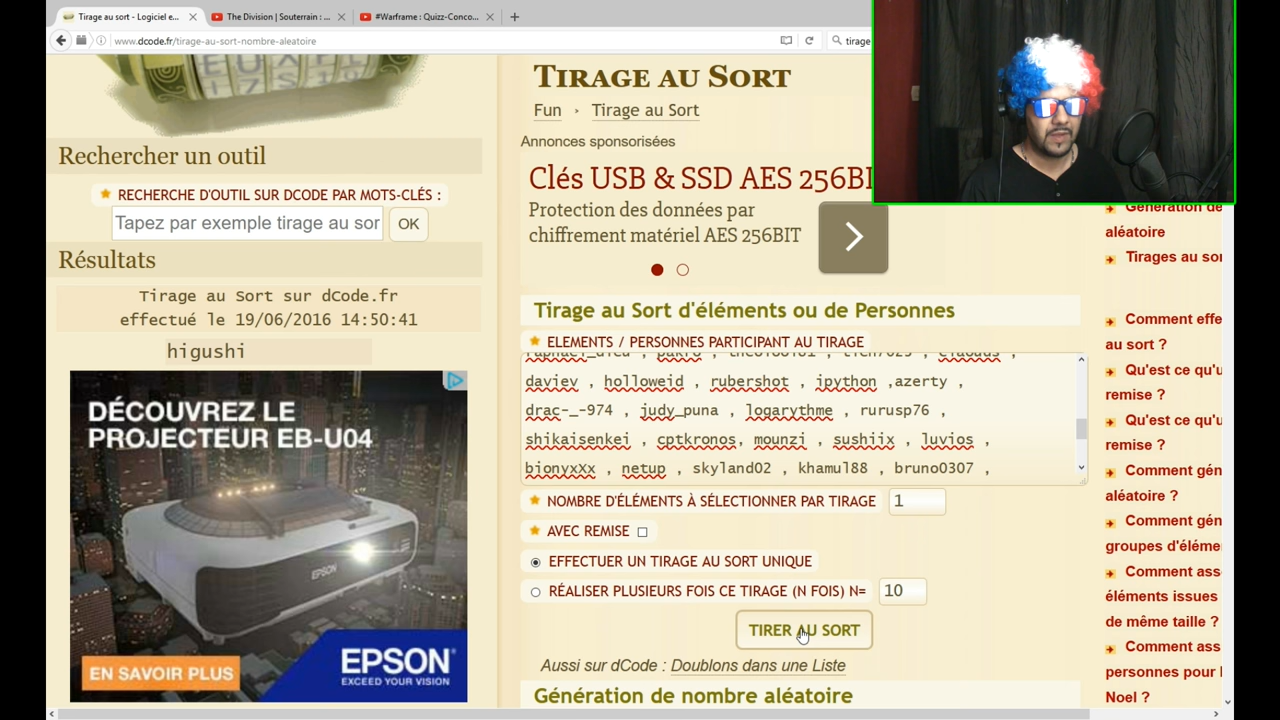 Tirage au sort - Logiciel e...
The Division | Souterrain : ...
#Warframe : Quizz-Conco...
www.dcode.fr/tirage-au-sort-nombre-aleatoire
tirage
Rechercher un outil
RECHERCHE D'OUTIL SUR DCODE PAR MOTS-CLÉS :
Tapez par exemple tirage au sor
OK
Résultats
Tirage au Sort sur dCode.fr
effectué le 19/06/2016 14:50:41
higushi
DÉCOUVREZ LE
PROJECTEUR EB-U04
EPSON
EN SAVOIR PLUS
EPSON
EXCEED YOUR VISION
TIRAGE AU SORT
Fun › Tirage au Sort
Annonces sponsorisées
Clés USB & SSD AES 256BI
Protection des données par
chiffrement matériel AES 256BIT
Tirage au Sort d'éléments ou de Personnes
ELEMENTS / PERSONNES PARTICIPANT AU TIRAGE
daviev , holloweid , rubershot , ipython ,azerty ,
drac-_-974 , judy_puna , logarythme , rurusp76 ,
shikaisenkei , cptkronos, mounzi , sushiix , luvios ,
bionyxXx , netup , skyland02 , khamul88 , bruno0307 ,
NOMBRE D'ÉLÉMENTS À SÉLECTIONNER PAR TIRAGE 1
AVEC REMISE
EFFECTUER UN TIRAGE AU SORT UNIQUE
RÉALISER PLUSIEURS FOIS CE TIRAGE (N FOIS) N= 10
TIRER AU SORT
Aussi sur dCode : Doublons dans une Liste
Génération de nombre aléatoire
Génération de
aléatoire
Tirages au sor
Comment effe
au sort ?
Qu'est ce qu'u
remise ?
Qu'est ce qu'u
remise ?
Comment gén
aléatoire ?
Comment gén
groupes d'éléme
Comment ass
éléments issues
de même taille ?
Comment ass
personnes pour l
Noel ?